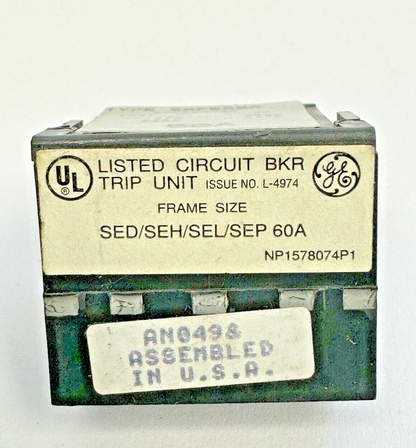 UL
LISTED CIRCUIT BKR
TRIP UNIT ISSUE NO. L-4974
GE
FRAME SIZE
SED/SEH/SEL/SEP 60A
NP1578074P1
AN0498
ASSEMBLED
IN U.S.A.